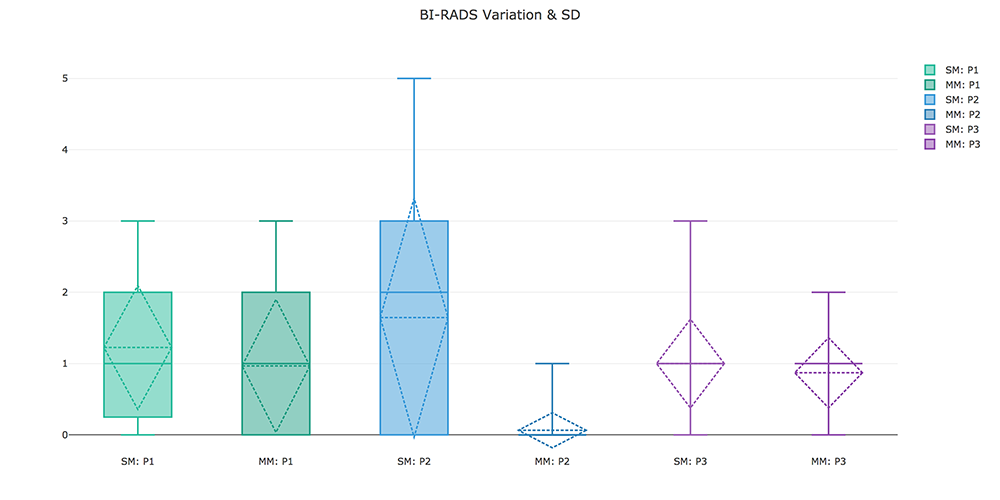 BI-RADS Variation & SD
5
4
3
2
1
0
SM: P1
MM: P1
SM: P2
MM: P2
SM: P3
MM: P3
SM: P1
MM: P1
SM: P2
MM: P2
SM: P3
MM: P3